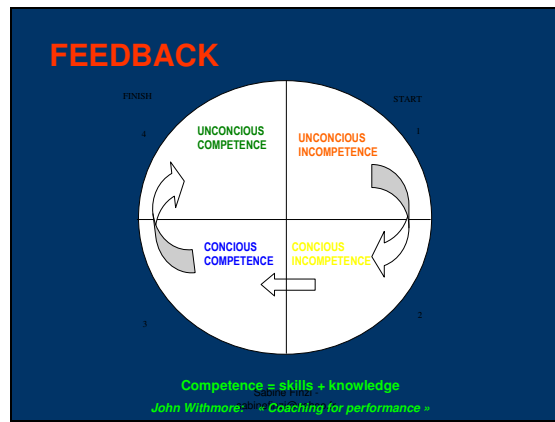 FEEDBACK
FINISH
START
4
1
UNCONCIOUS
COMPETENCE
UNCONCIOUS
INCOMPETENCE
CONCIOUS
COMPETENCE
CONCIOUS
INCOMPETENCE
3
2
Competence = skills + knowledge
Sabine Finzi -
John Withmore: « Coaching for performance »